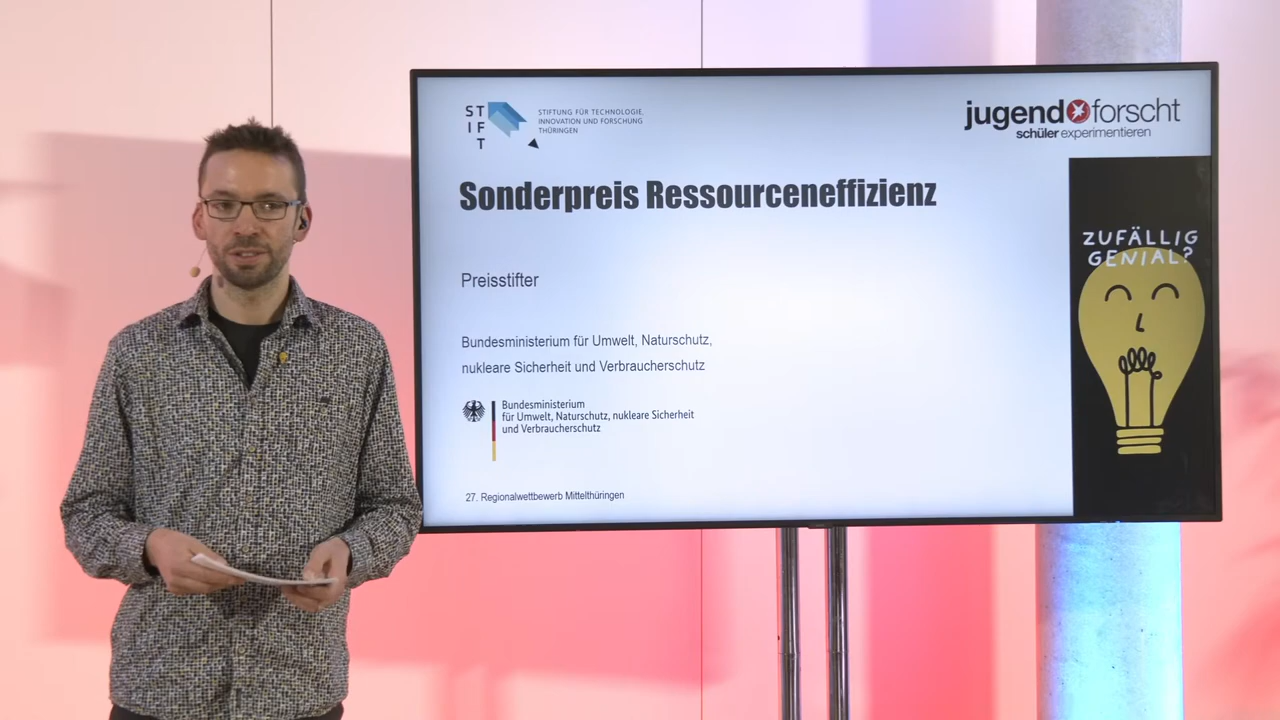 ST
IF
T
STIFTUNG FÜR TECHNOLOGIE,
INNOVATION UND FORSCHUNG
THÜRINGEN
jugend forscht
schüler experimentieren
Sonderpreis Ressourceneffizienz
ZUFÄLLIG
GENIAL?
Preisstifter
Bundesministerium für Umwelt, Naturschutz,
nukleare Sicherheit und Verbraucherschutz
Bundesministerium
für Umwelt, Naturschutz, nukleare Sicherheit
und Verbraucherschutz
27. Regionalwettbewerb Mittelthüringen